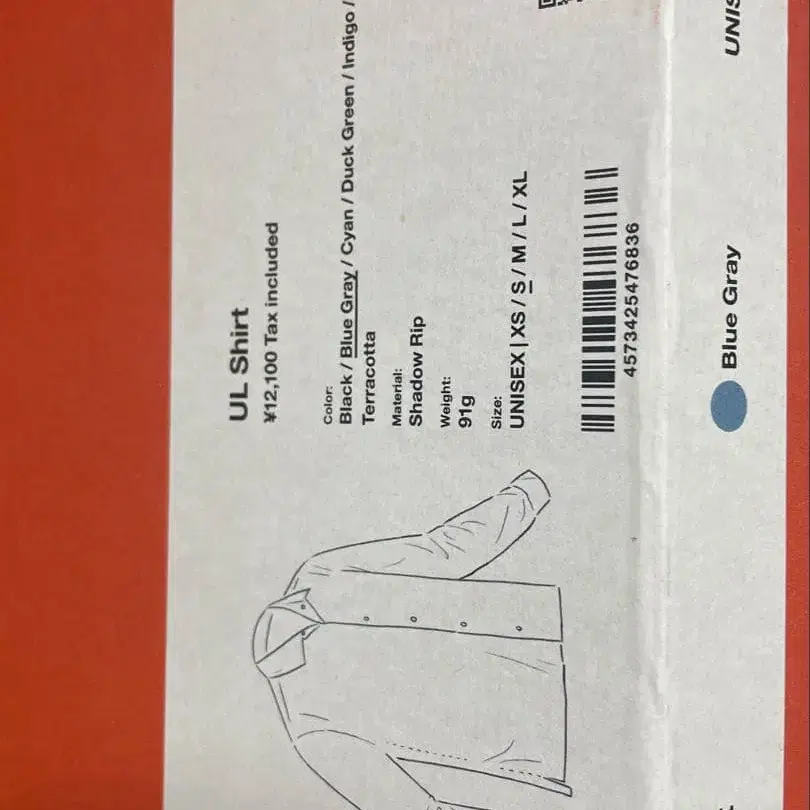 UL Shirt
¥12,100 Tax included
Color:
Black / Blue Gray / Cyan / Duck Green / Indigo /
Terracotta
Material:
Shadow Rip
Weight:
91g
Size:
UNISEX | XS / S / M / L / XL
4573425476836
Blue Gray